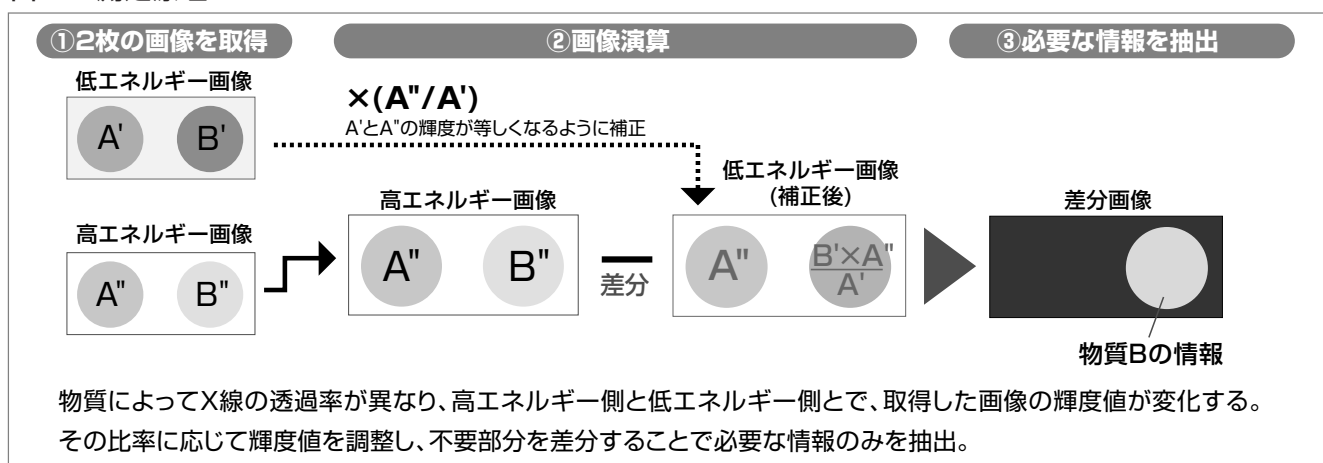 ①2枚の画像を取得
②画像演算
③必要な情報を抽出
低エネルギー画像
A' B'
×(A"/A')
A'とA"の輝度が等しくなるように補正
高エネルギー画像
A" B"
高エネルギー画像
A" B"
差分
低エネルギー画像
(補正後)
A"
B'×A"
A'
差分画像
物質Bの情報
物質によってX線の透過率が異なり、高エネルギー側と低エネルギー側とで、取得した画像の輝度値が変化する。
その比率に応じて輝度値を調整し、不要部分を差分することで必要な情報のみを抽出。